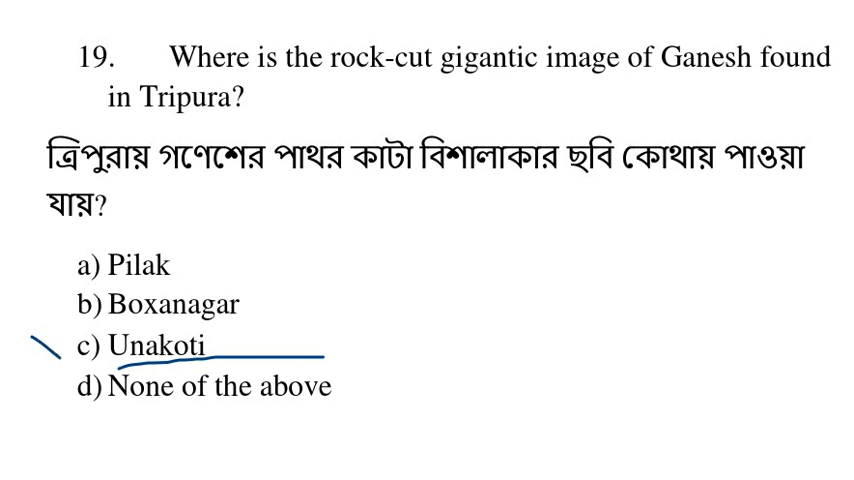 19. Where is the rock-cut gigantic image of Ganesh found
in Tripura?
ত্রিপুরায় গণেশের পাথর কাটা বিশালাকার ছবি কোথায় পাওয়া
যায়?
a) Pilak
b) Boxanagar
c) Unakoti
d) None of the above